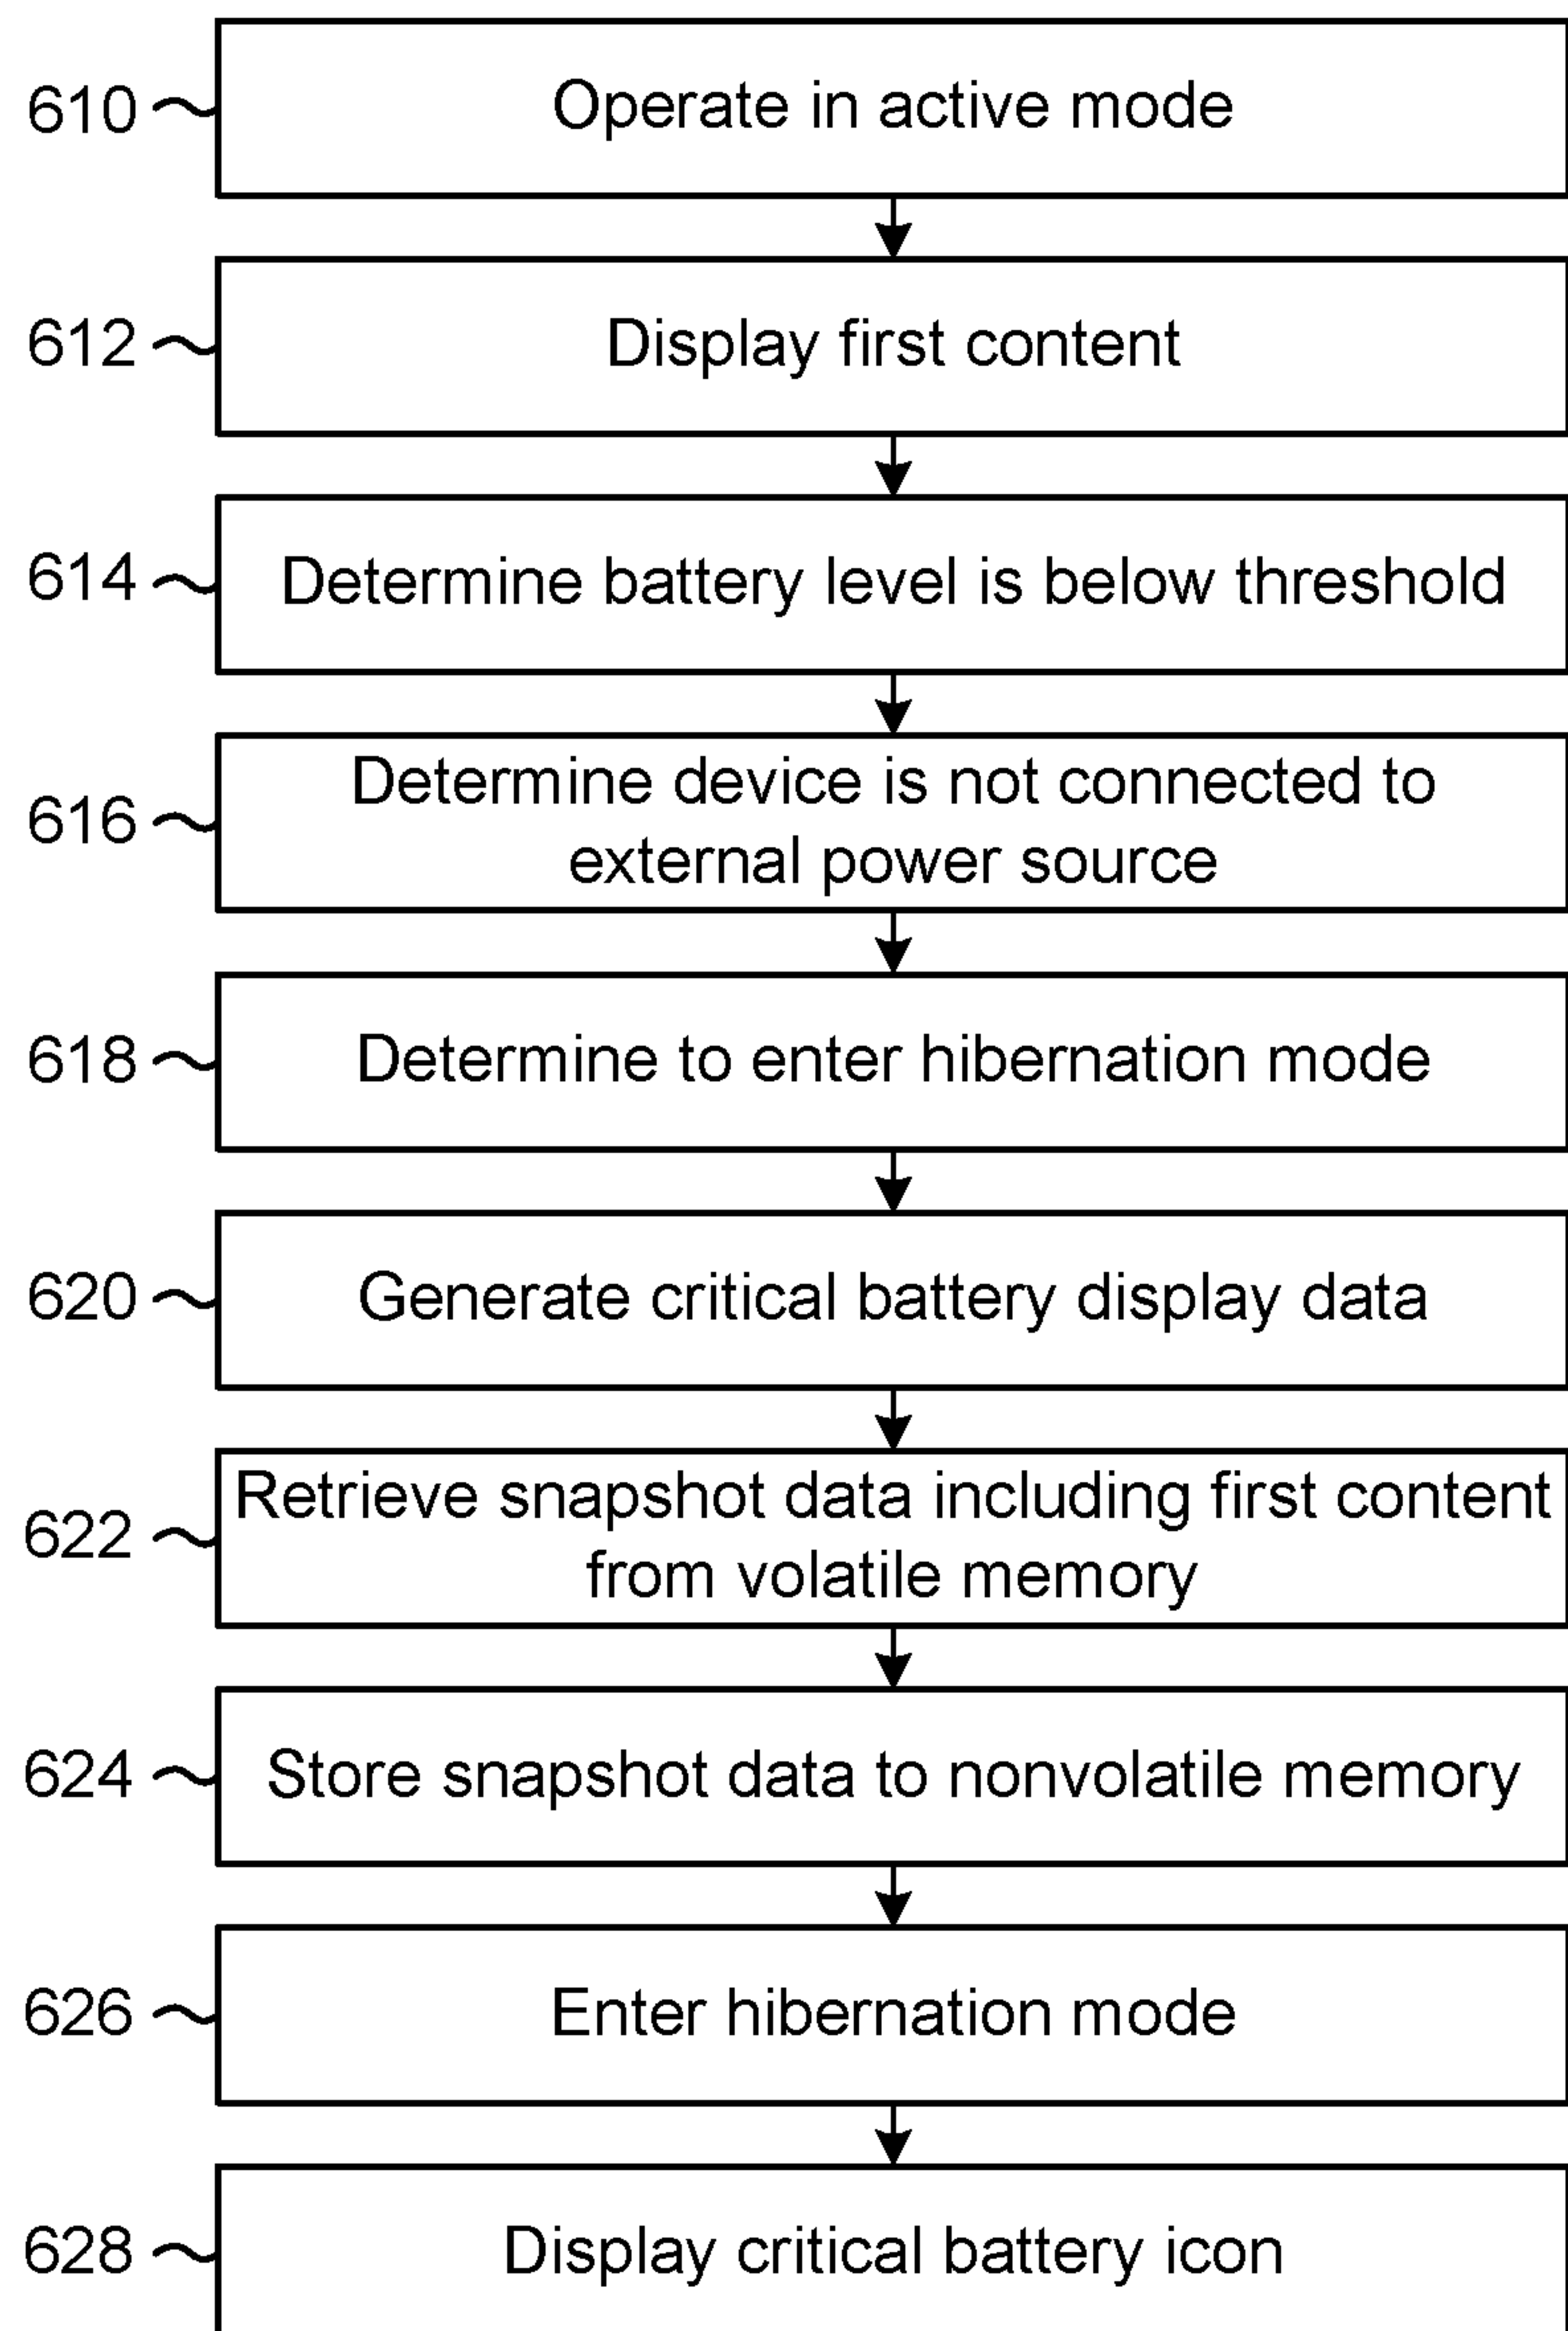 610 Operate in active mode
612 Display first content
614 Determine battery level is below threshold
616 Determine device is not connected to
external power source
618 Determine to enter hibernation mode
620 Generate critical battery display data
622 Retrieve snapshot data including first content
from volatile memory
624 Store snapshot data to nonvolatile memory
626 Enter hibernation mode
628 Display critical battery icon